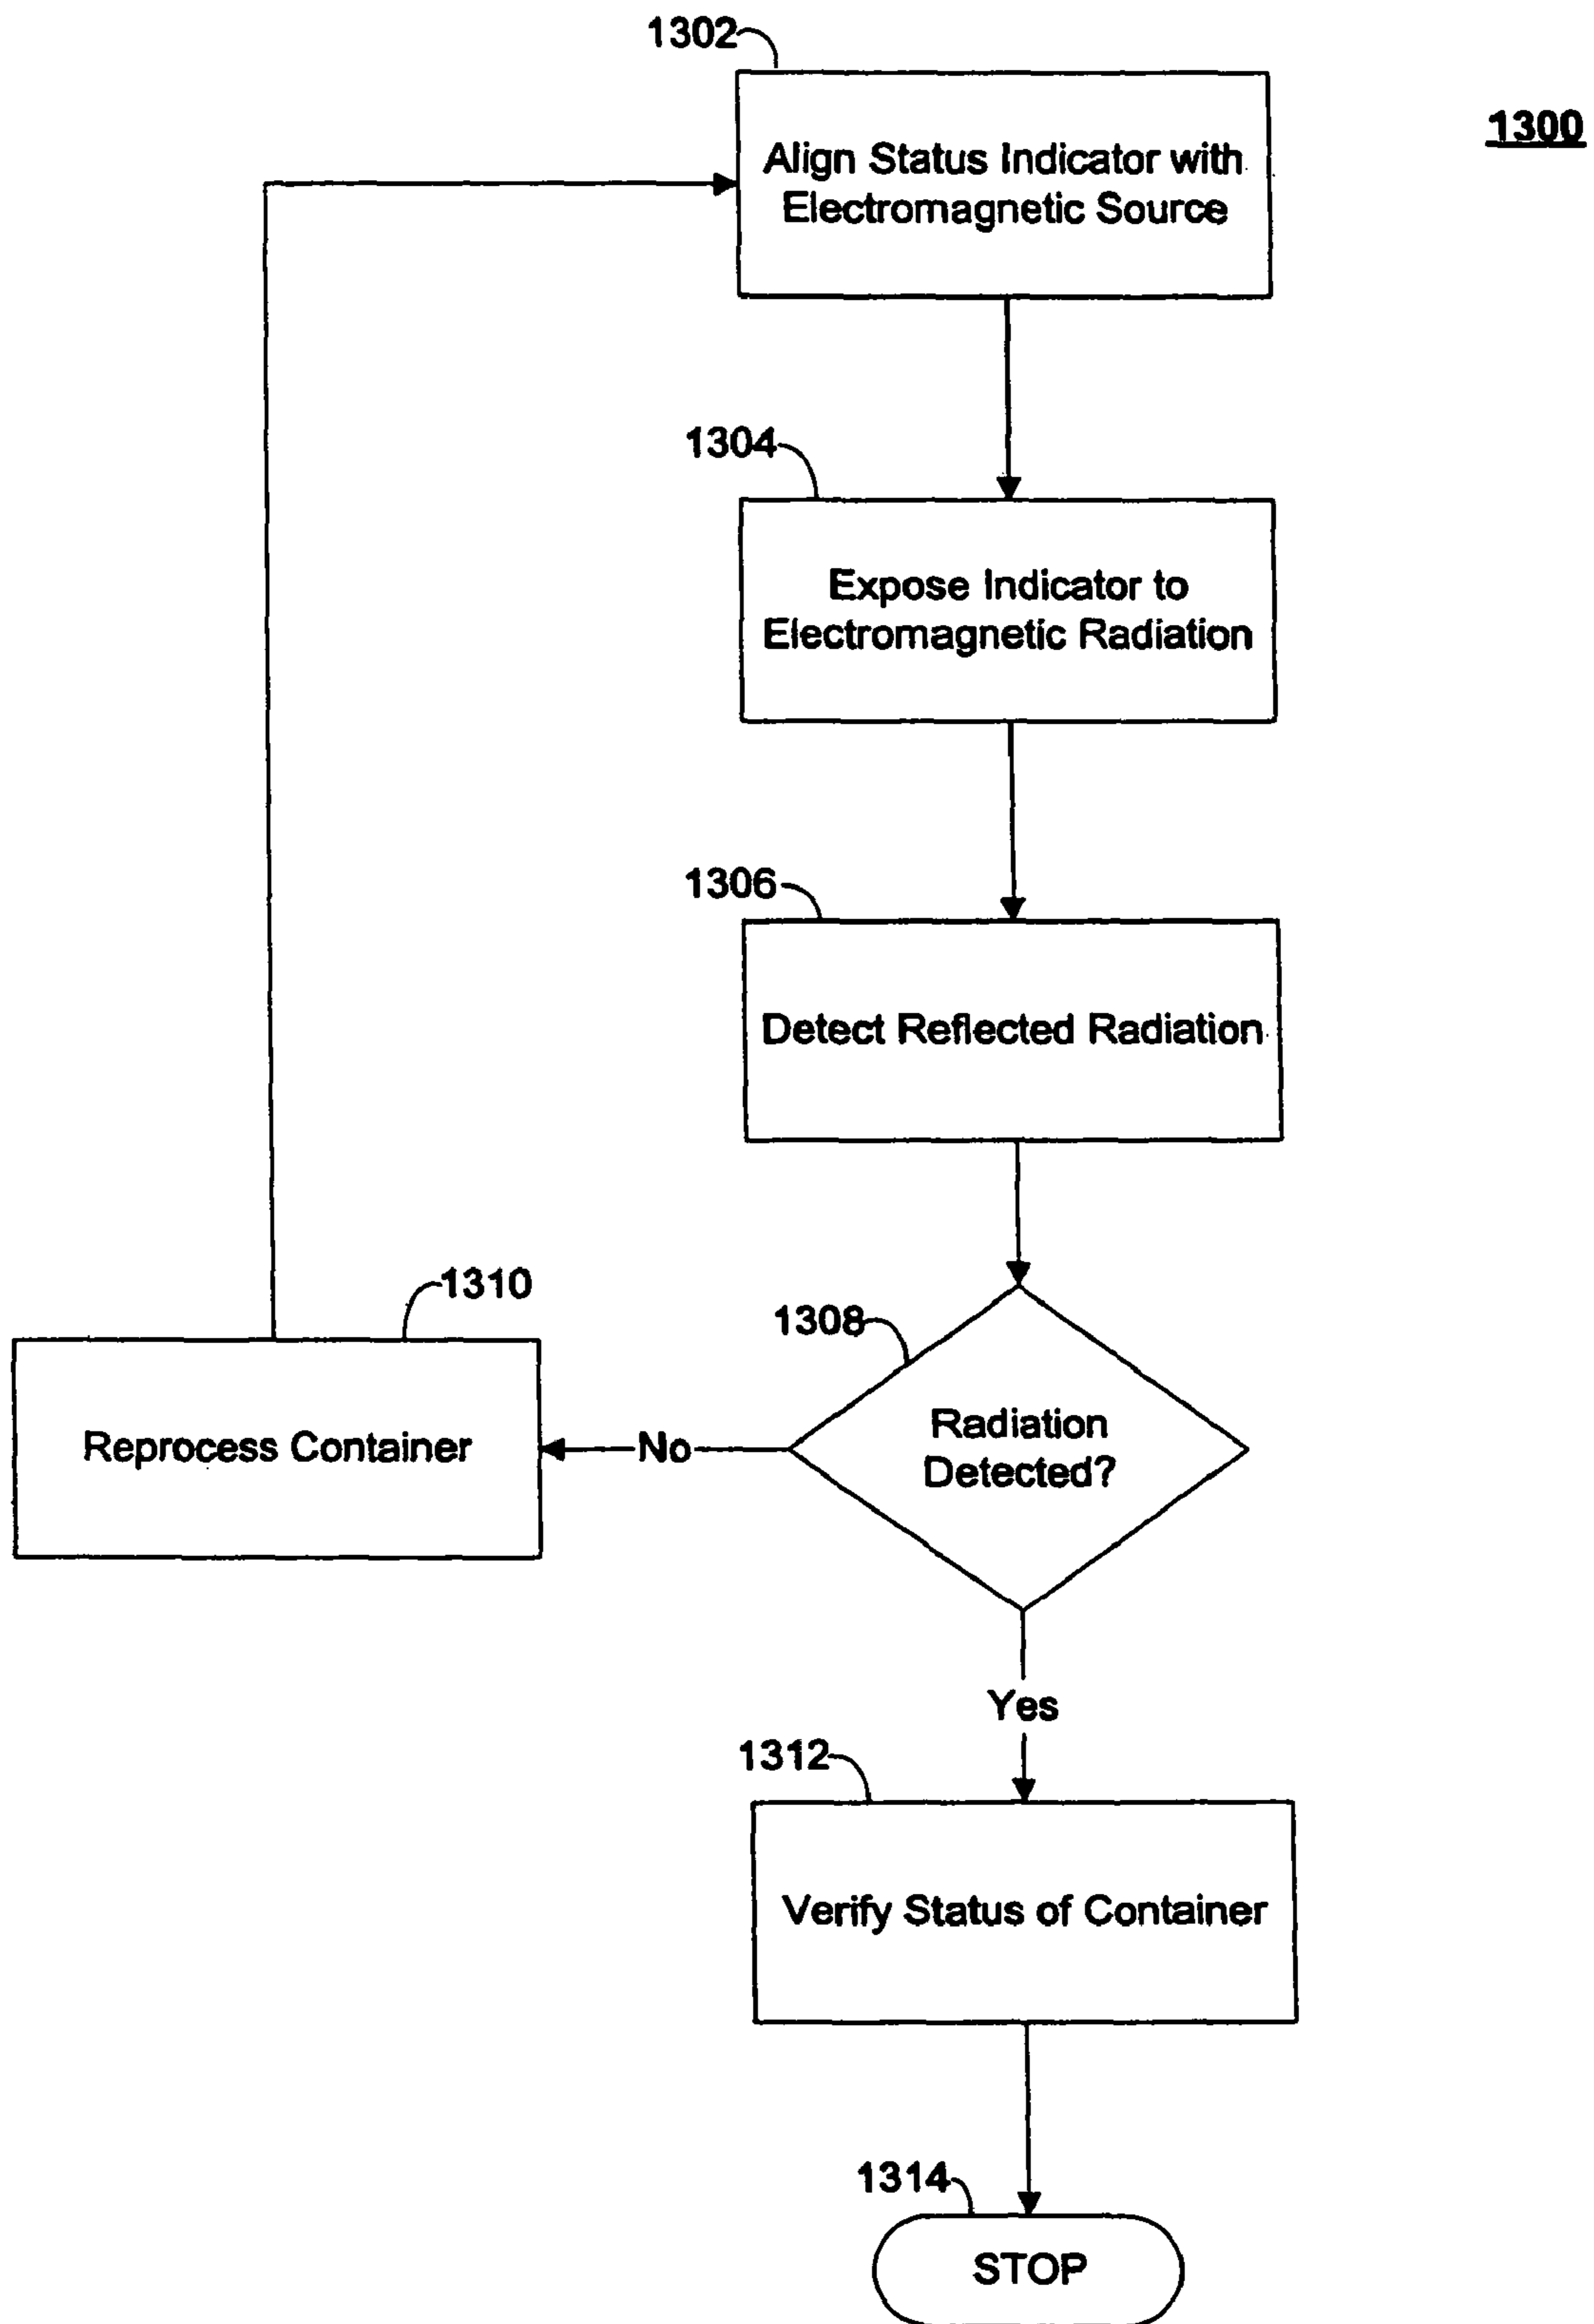 1302
1300
Align Status Indicator with
Electromagnetic Source
1304
Expose Indicator to
Electromagnetic Radiation
1306
Detect Reflected Radiation
1310
1308
Reprocess Container
No
Radiation
Detected?
Yes
1312
Verify Status of Container
1314
STOP